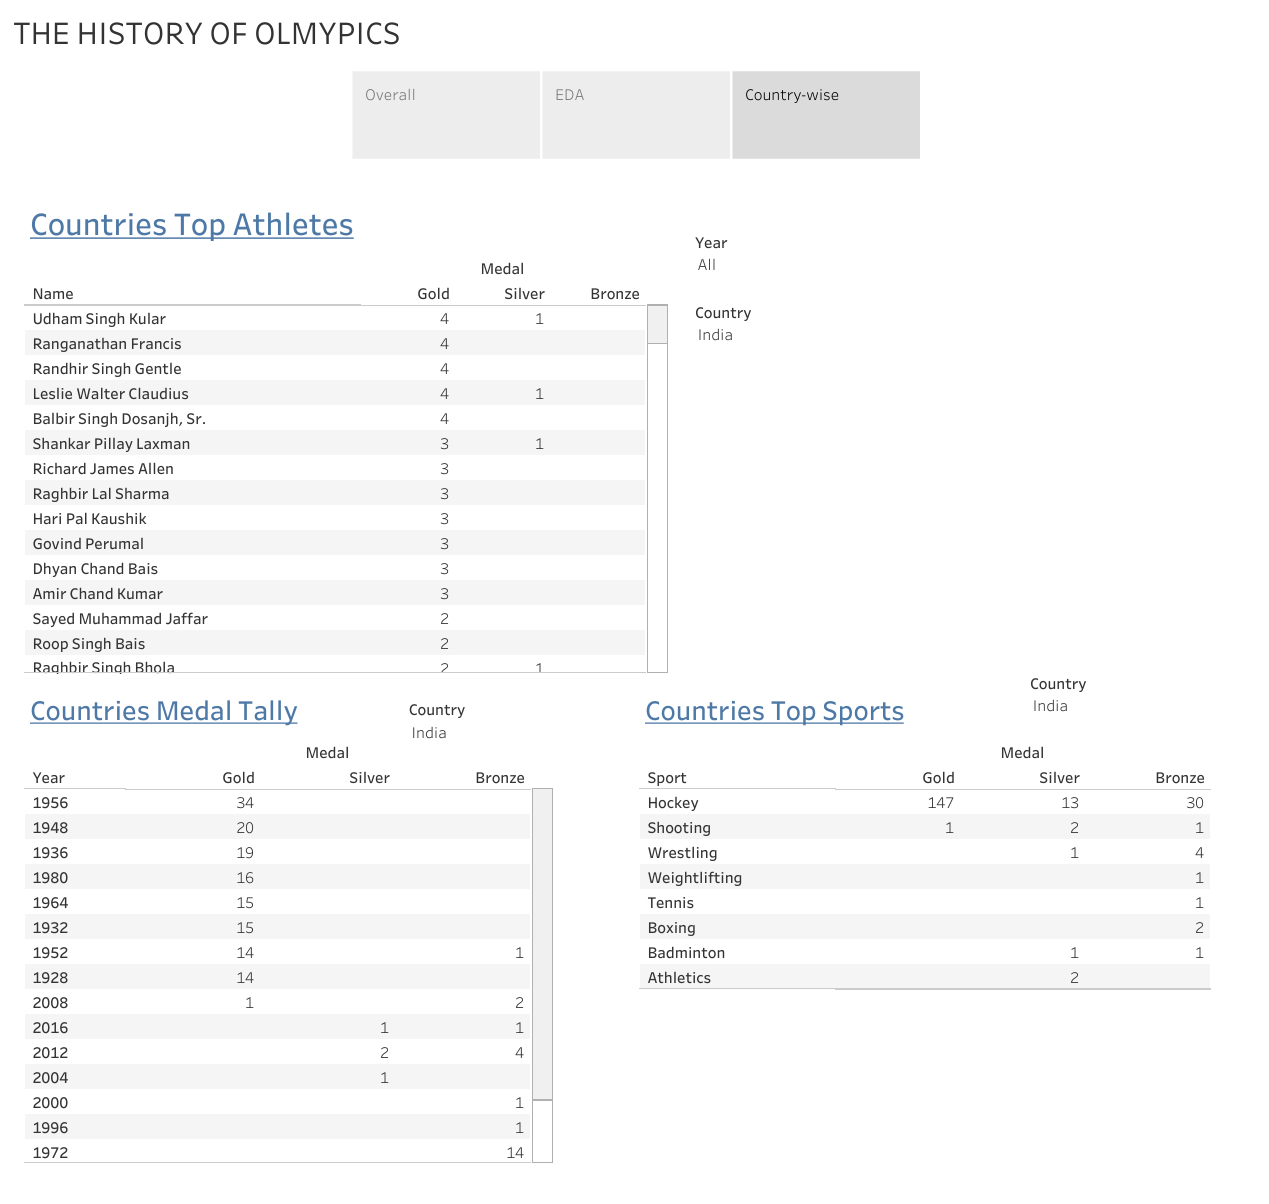 THE HISTORY OF OLMYPICS
Overall EDA Country-wise
Countries Top Athletes
Year
All
Country
India
Medal
Name Gold Silver Bronze
Udham Singh Kular 4 1
Ranganathan Francis 4
Randhir Singh Gentle 4
Leslie Walter Claudius 4 1
Balbir Singh Dosanjh, Sr. 4
Shankar Pillay Laxman 3 1
Richard James Allen 3
Raghbir Lal Sharma 3
Hari Pal Kaushik 3
Govind Perumal 3
Dhyan Chand Bais 3
Amir Chand Kumar 3
Sayed Muhammad Jaffar 2
Roop Singh Bais 2
Raghbir Singh Bhola 2 1
Countries Medal Tally
Country
India
Medal
Year Gold Silver Bronze
1956 34
1948 20
1936 19
1980 16
1964 15
1932 15
1952 14 1
1928 14
2008 1 2
2016 1 1
2012 2 4
2004 1
2000 1
1996 1
1972 14
Countries Top Sports
Country
India
Medal
Sport Gold Silver Bronze
Hockey 147 13 30
Shooting 1 2 1
Wrestling 1 4
Weightlifting 1
Tennis 1
Boxing 2
Badminton 1 1
Athletics 2